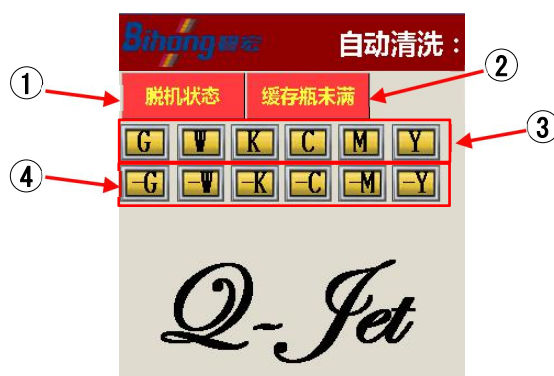 Bihong 碧宏 自动清洗：
① ②
脱机状态 缓存瓶未满
G W K C M Y ③
④ -G -W -K -C -M -Y
Q-Jet